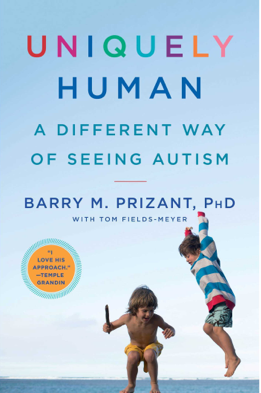 UNIQUELY
HUMAN
A DIFFERENT WAY
OF SEEING AUTISM
BARRY M. PRIZANT, PHD
WITH TOM FIELDS-MEYER
"I
LOVE HIS
APPROACH."
—TEMPLE
GRANDIN